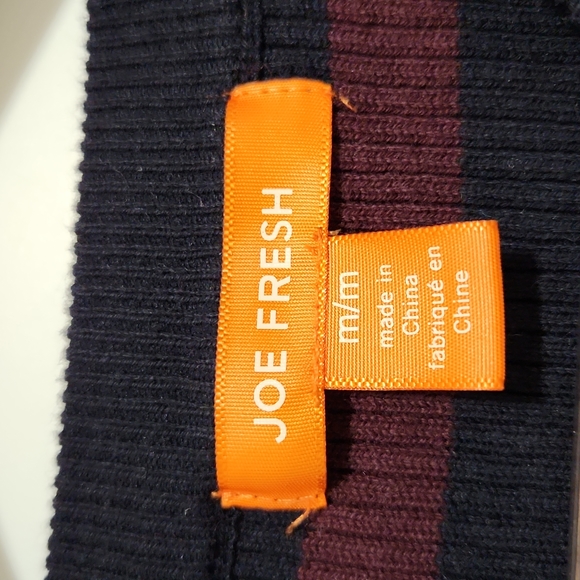 JOE FRESH
m/m
made in
China
fabriqué en
Chine